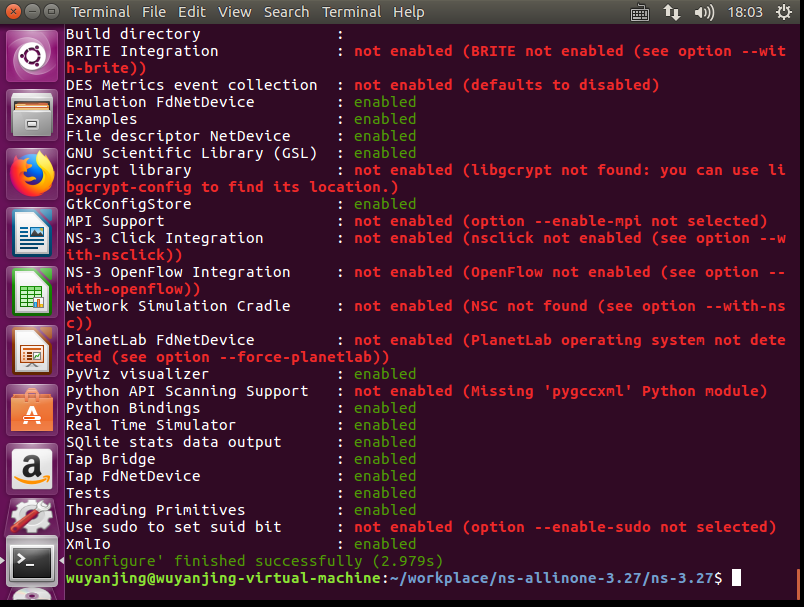 Terminal File Edit View Search Terminal Help 18:03
Build directory :
BRITE Integration : not enabled (BRITE not enabled (see option --wit
h-brite))
DES Metrics event collection : not enabled (defaults to disabled)
Emulation FdNetDevice : enabled
Examples : enabled
File descriptor NetDevice : enabled
GNU Scientific Library (GSL) : enabled
Gcrypt library : not enabled (libgcrypt not found: you can use li
bgcrypt-config to find its location.)
GtkConfigStore : enabled
MPI Support : not enabled (option --enable-mpi not selected)
NS-3 Click Integration : not enabled (nsclick not enabled (see option --w
ith-nsclick))
NS-3 OpenFlow Integration : not enabled (OpenFlow not enabled (see option --
with-openflow))
Network Simulation Cradle : not enabled (NSC not found (see option --with-ns
c))
PlanetLab FdNetDevice : not enabled (PlanetLab operating system not dete
cted (see option --force-planetlab))
PyViz visualizer : enabled
Python API Scanning Support : not enabled (Missing 'pygccxml' Python module)
Python Bindings : enabled
Real Time Simulator : enabled
SQlite stats data output : enabled
Tap Bridge : enabled
Tap FdNetDevice : enabled
Tests : enabled
Threading Primitives : enabled
Use sudo to set suid bit : not enabled (option --enable-sudo not selected)
XmlIo : enabled
'configure' finished successfully (2.979s)
wuyanjing@wuyanjing-virtual-machine:~/workplace/ns-allinone-3.27/ns-3.27$